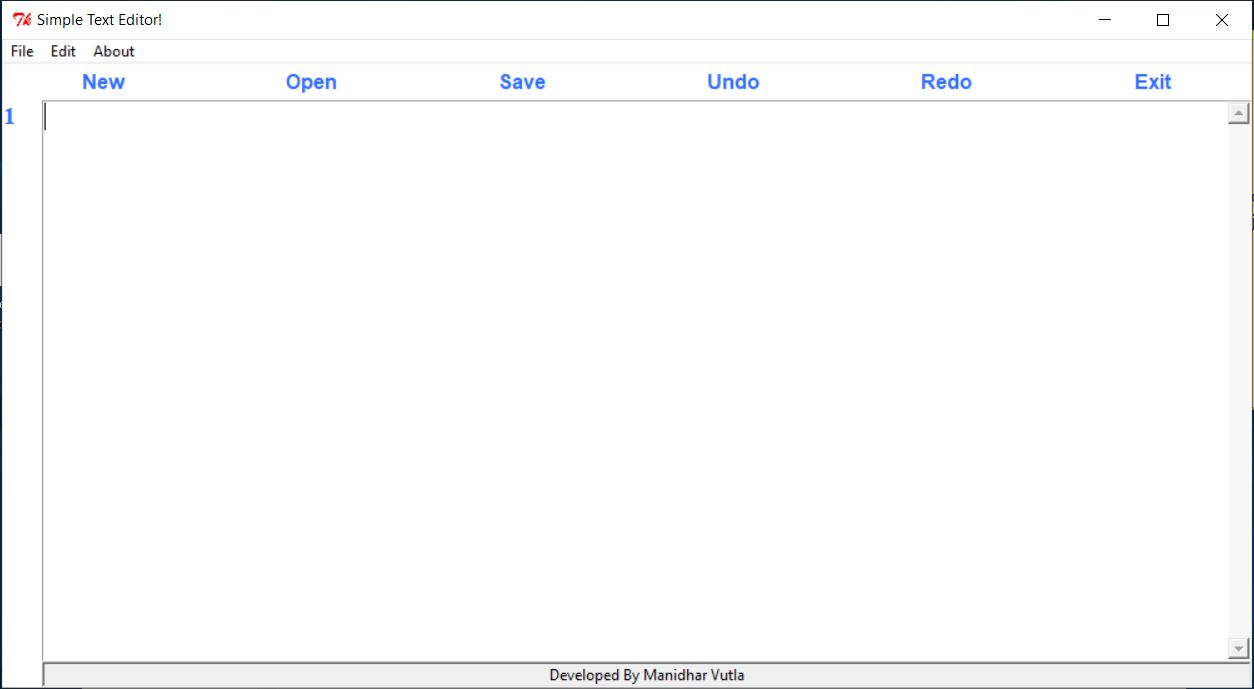 Simple Text Editor!
File Edit About
New Open Save Undo Redo Exit
1
Developed By Manidhar Vutla